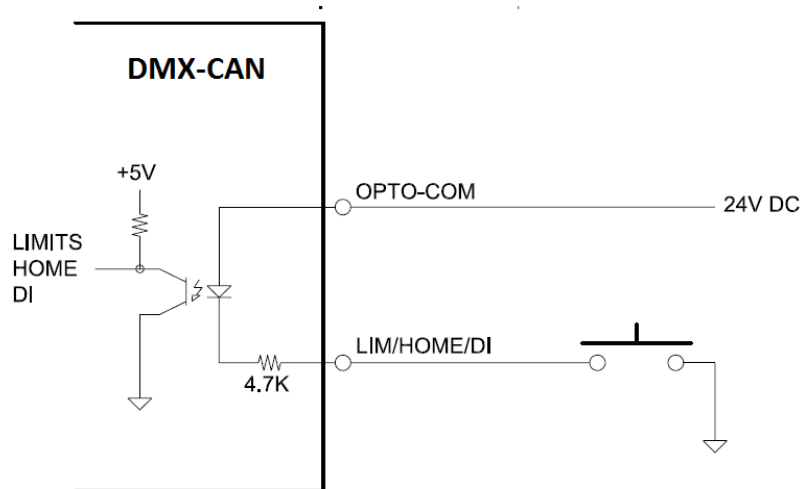 DMX-CAN
+5V
OPTO-COM
24V DC
LIMITS
HOME
DI
LIM/HOME/DI
4.7K